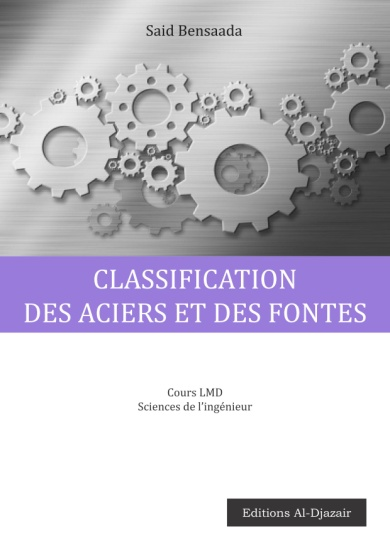 Said Bensaada
CLASSIFICATION
DES ACIERS ET DES FONTES
Cours LMD
Sciences de l'ingénieur
Editions Al-Djazair